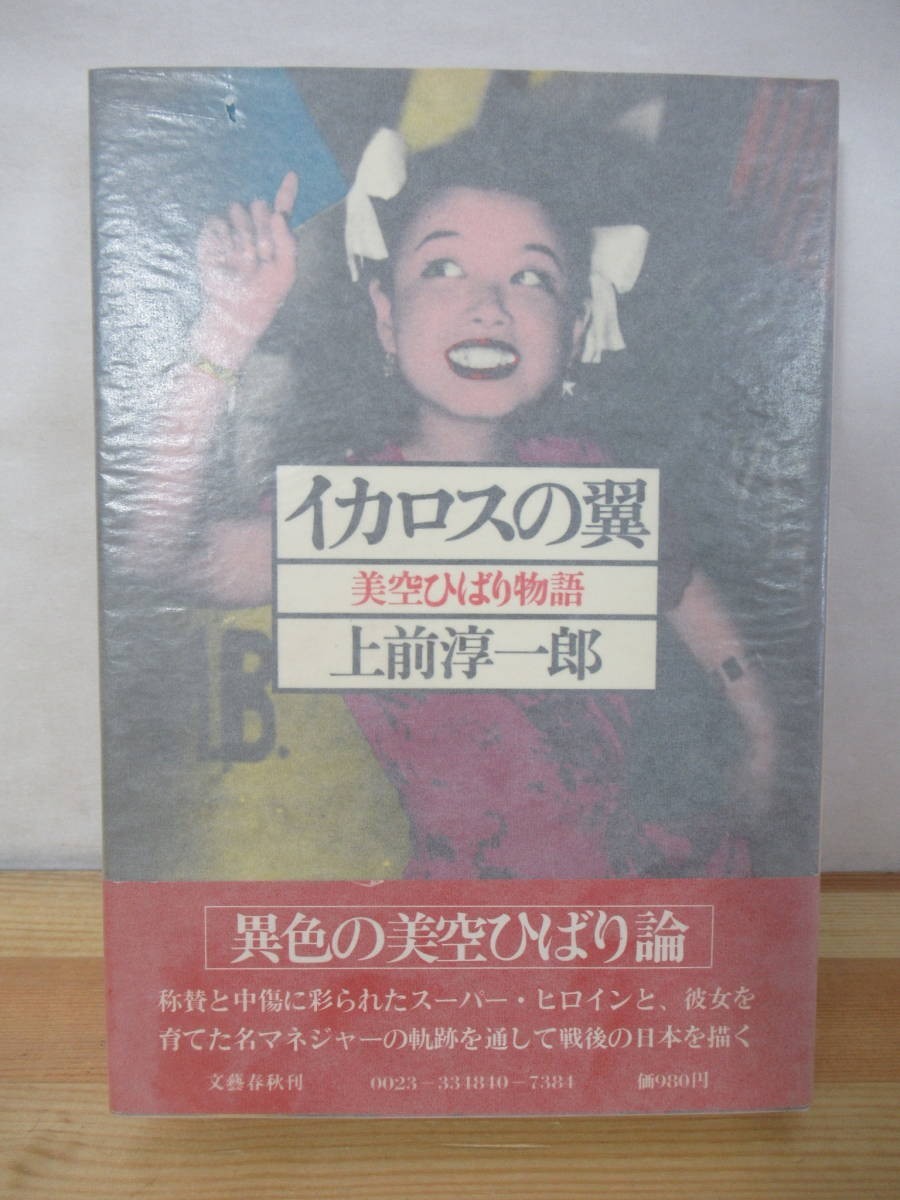 イカロスの翼
美空ひばり物語
上前淳一郎
B.
異色の美空ひばり論
称賛と中傷に彩られたスーパー・ヒロインと、彼女を
育てた名マネジャーの軌跡を通して戦後の日本を描く
文藝春秋刊 0023-334840-7384 価980円